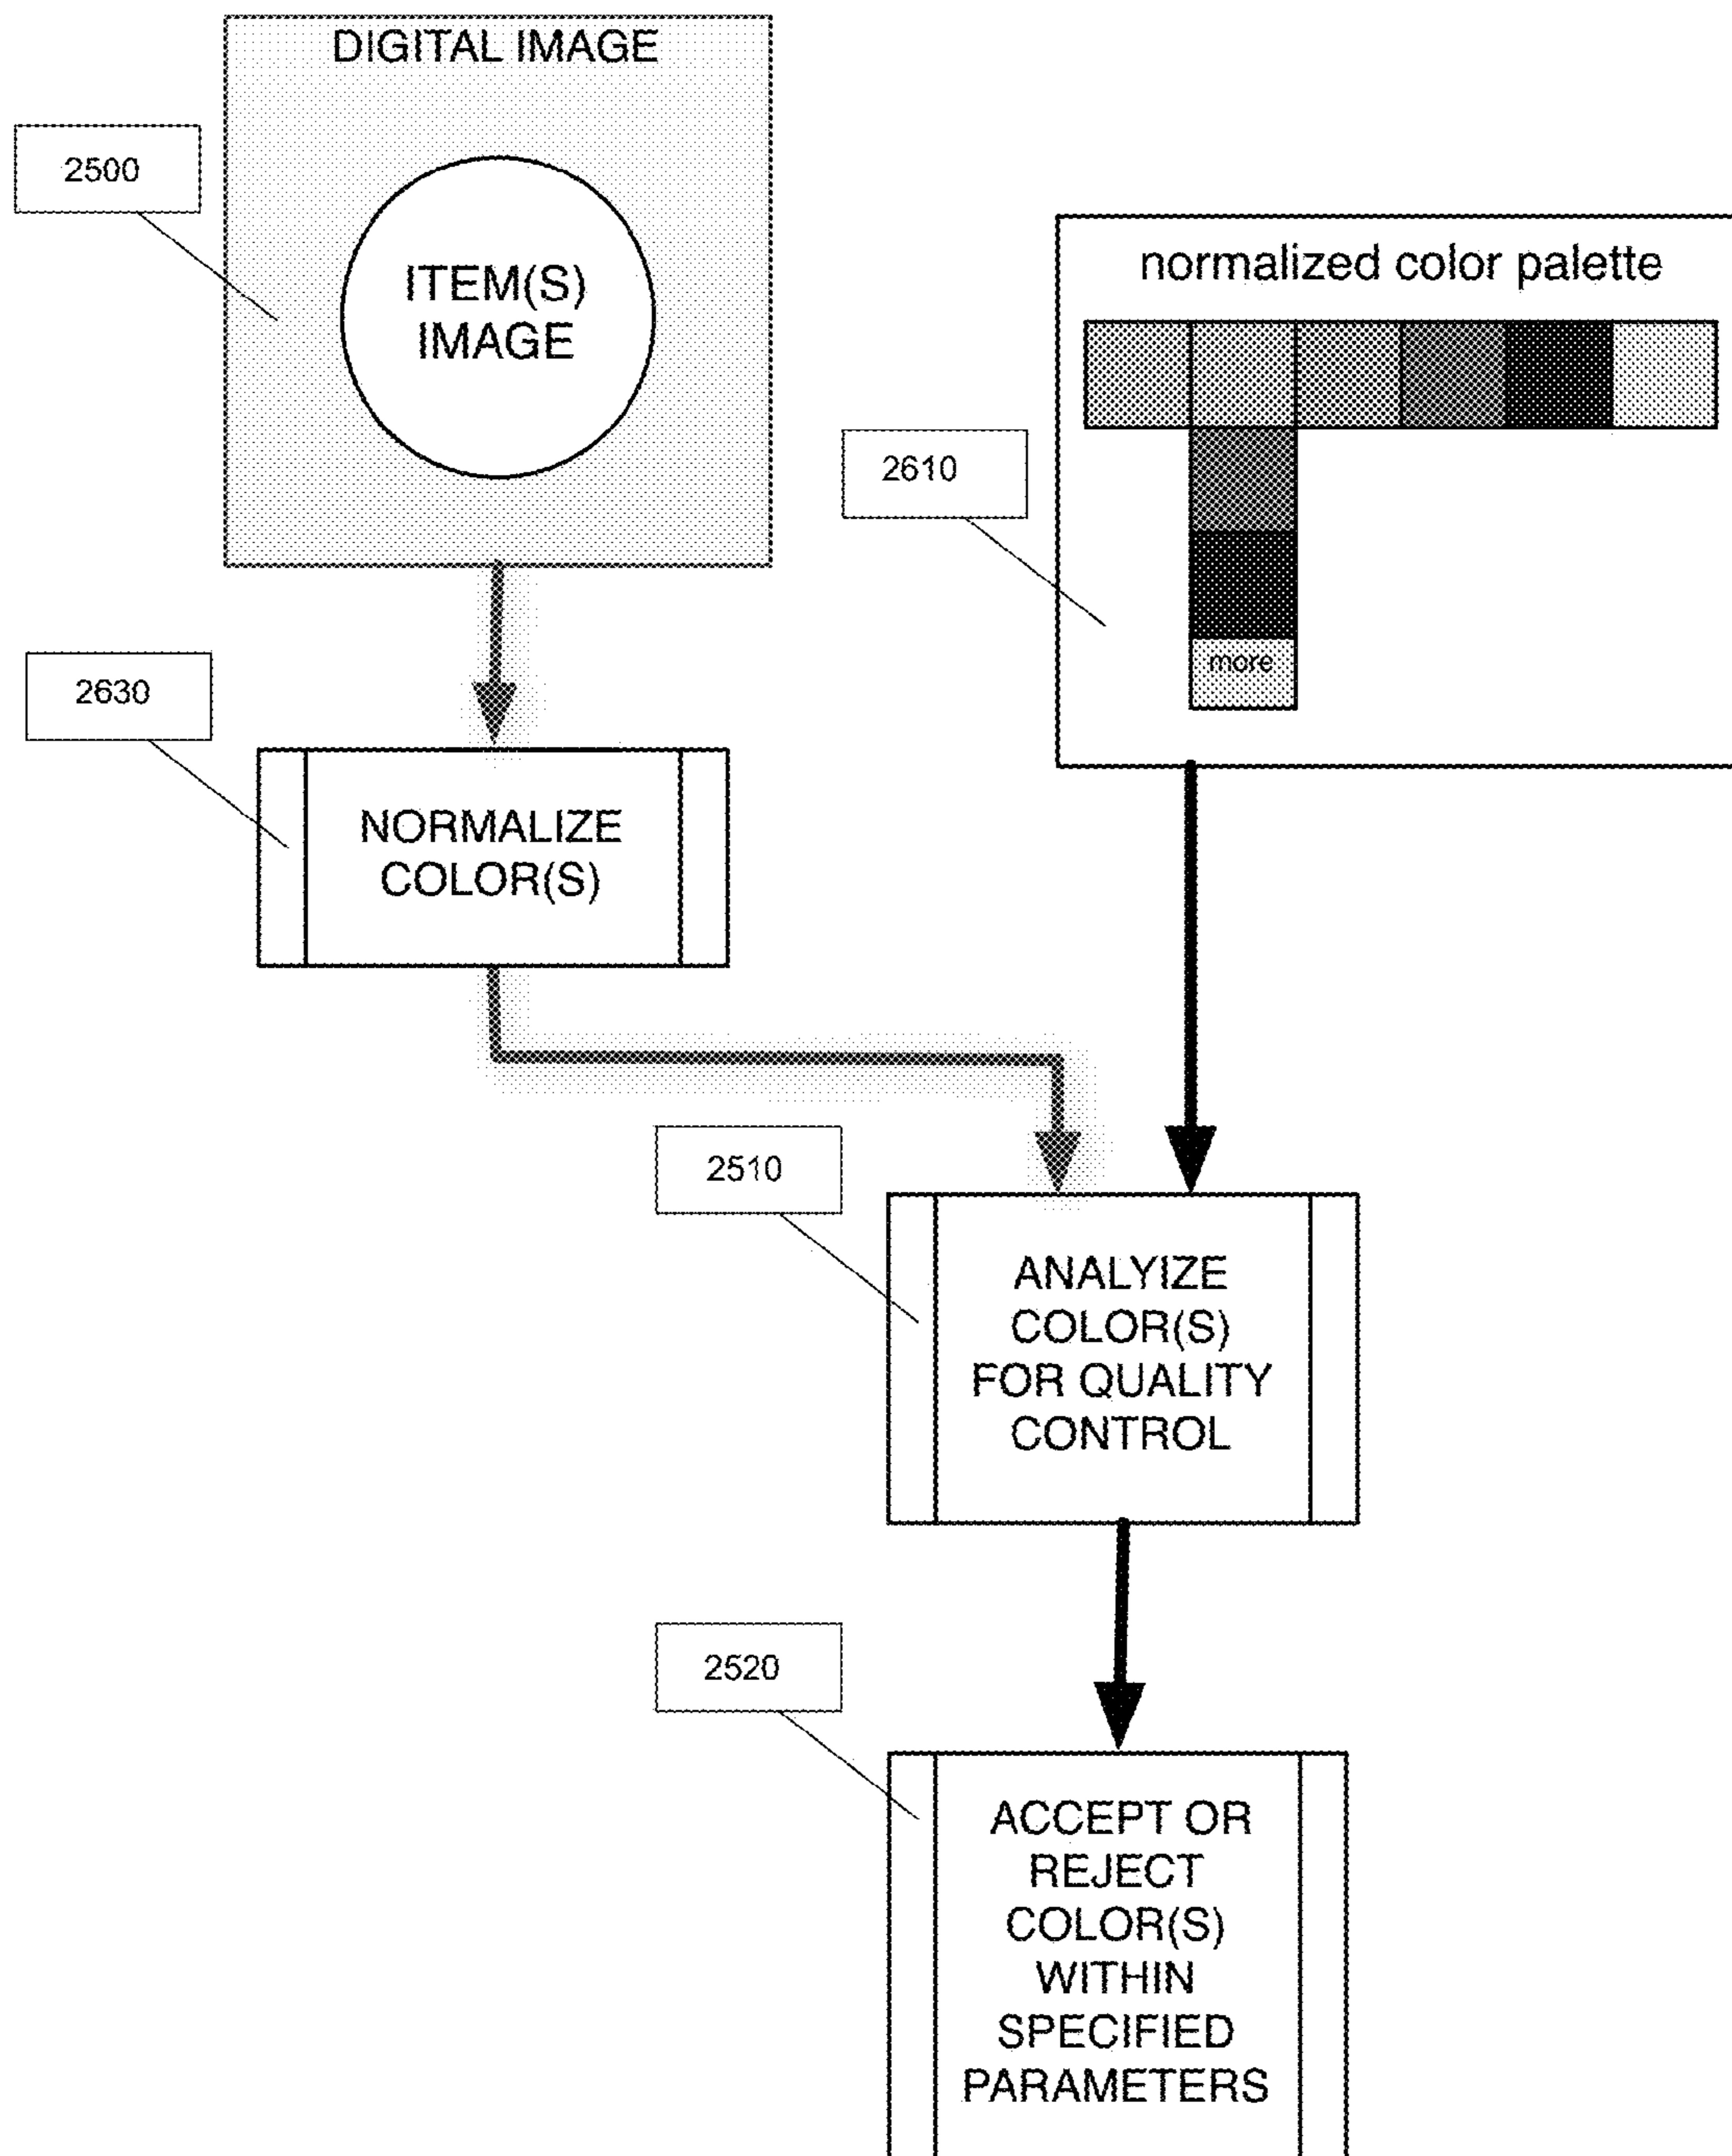 DIGITAL IMAGE
2500
ITEM(S)
IMAGE
normalized color palette
2610
more
2630
NORMALIZE
COLOR(S)
2510
ANALYIZE
COLOR(S)
FOR QUALITY
CONTROL
2520
ACCEPT OR
REJECT
COLOR(S)
WITHIN
SPECIFIED
PARAMETERS